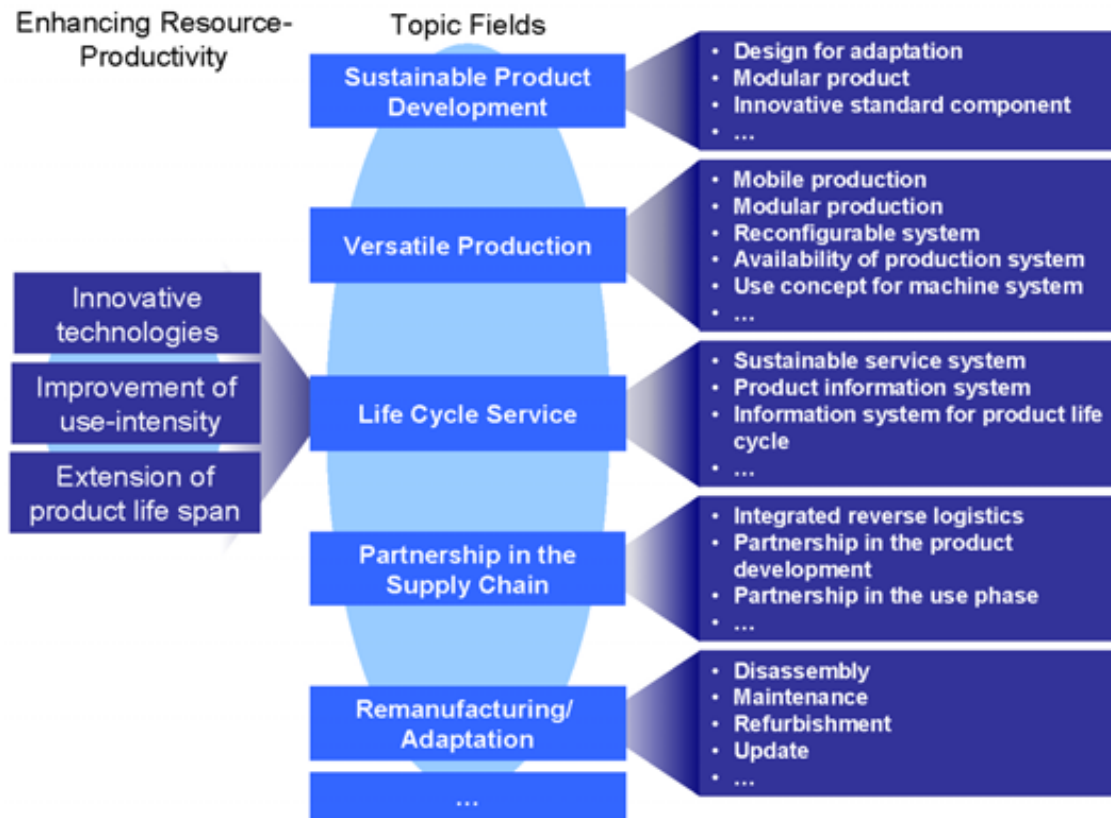 Enhancing Resource-
Productivity
Topic Fields
Innovative
technologies
Improvement of
use-intensity
Extension of
product life span
Sustainable Product
Development
• Design for adaptation
• Modular product
• Innovative standard component
• ...
Versatile Production
• Mobile production
• Modular production
• Reconfigurable system
• Availability of production system
• Use concept for machine system
• ...
Life Cycle Service
• Sustainable service system
• Product information system
• Information system for product life
cycle
• ...
Partnership in the
Supply Chain
• Integrated reverse logistics
• Partnership in the product
development
• Partnership in the use phase
• ...
Remanufacturing/
Adaptation
• Disassembly
• Maintenance
• Refurbishment
• Update
• ...
...